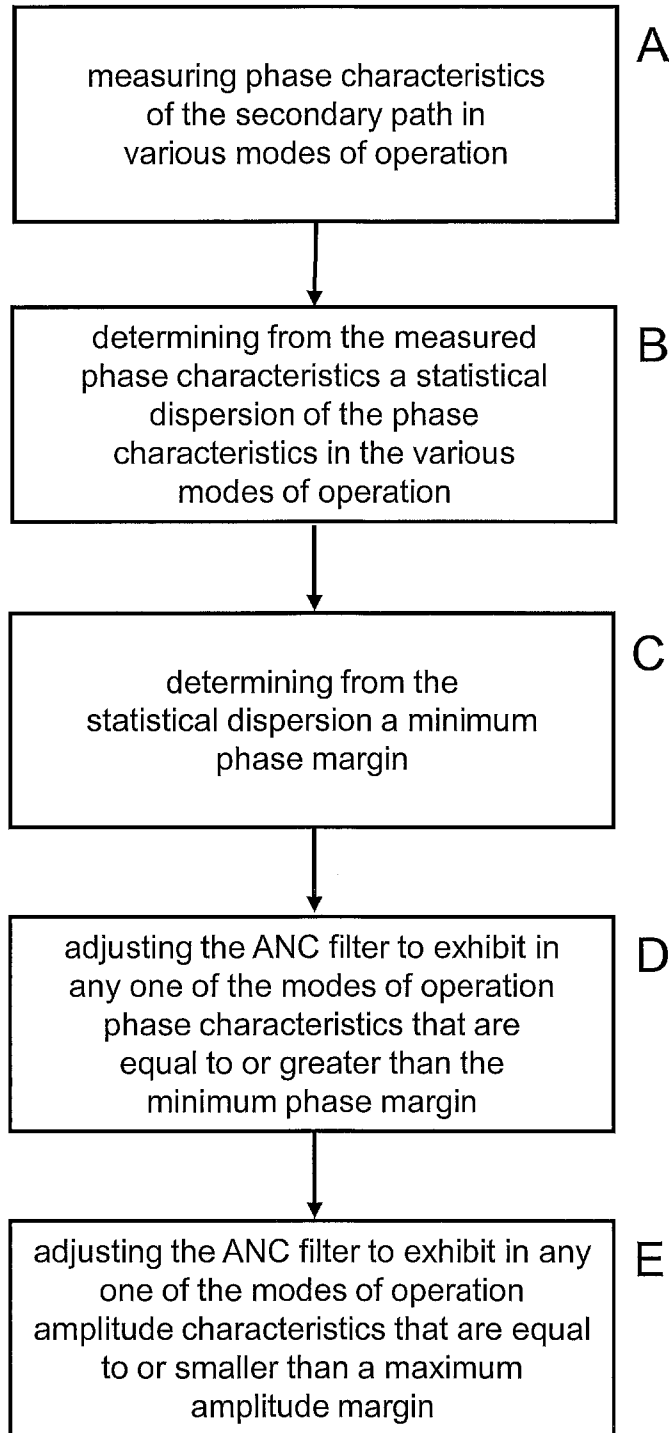 A
measuring phase characteristics
of the secondary path in
various modes of operation
B
determining from the measured
phase characteristics a statistical
dispersion of the phase
characteristics in the various
modes of operation
C
determining from the
statistical dispersion a minimum
phase margin
D
adjusting the ANC filter to exhibit in
any one of the modes of operation
phase characteristics that are
equal to or greater than the
minimum phase margin
E
adjusting the ANC filter to exhibit in any
one of the modes of operation
amplitude characteristics that are equal
to or smaller than a maximum
amplitude margin